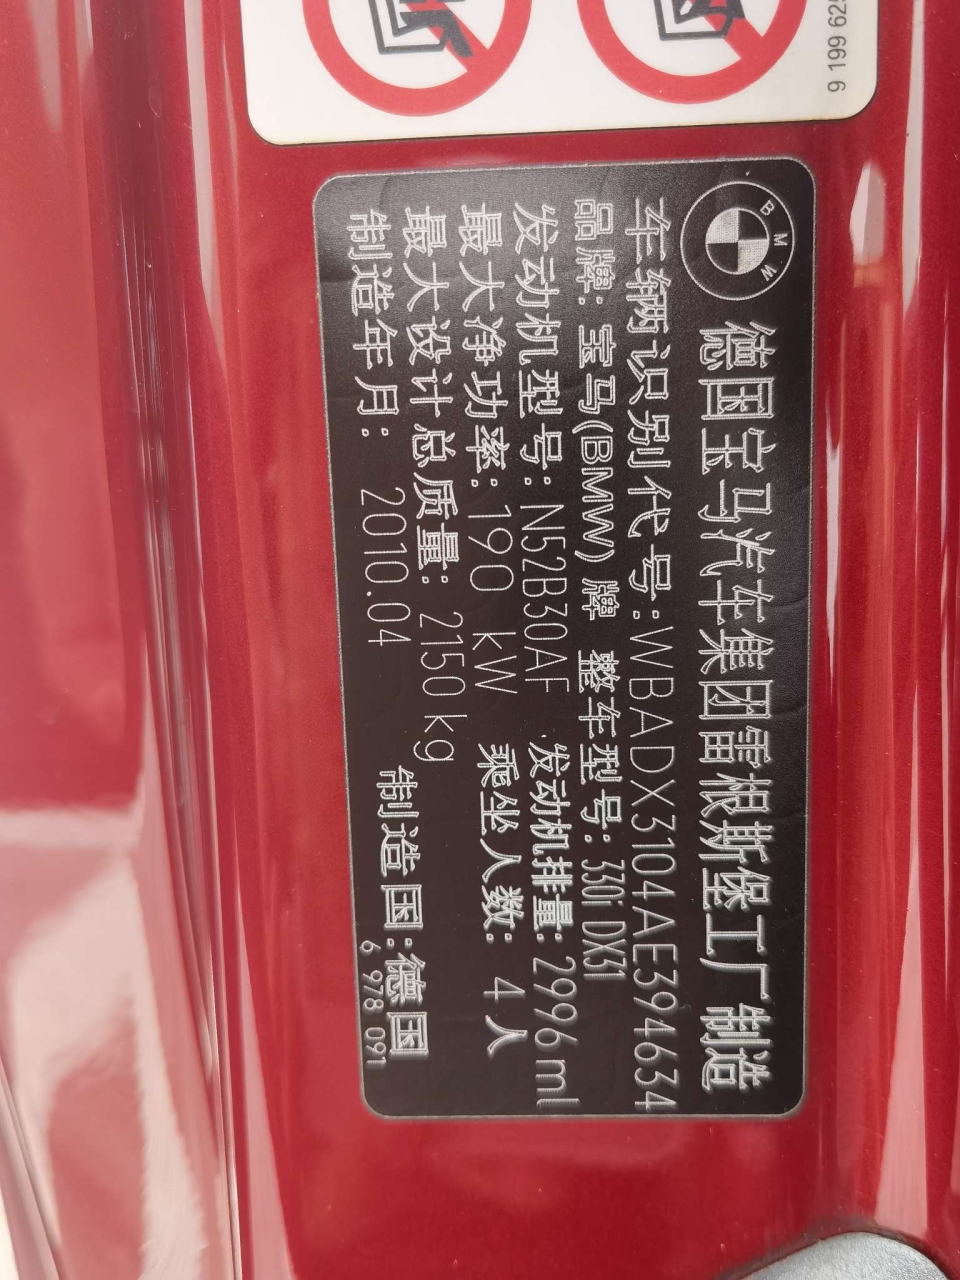 9 199 625
BMW
德国宝马汽车集团雷根斯堡工厂制造
车辆识别代号:WBADX3104AE394634
品牌: 宝马(BMW) 牌 整车型号: 330i DX31
发动机型号: N52B30AF 发动机排量: 2996ml
最大净功率: 190 kW 乘坐人数: 4 人
最大设计总质量: 2150 kg
制造年月: 2010.04 制造国:德国
6 978 091